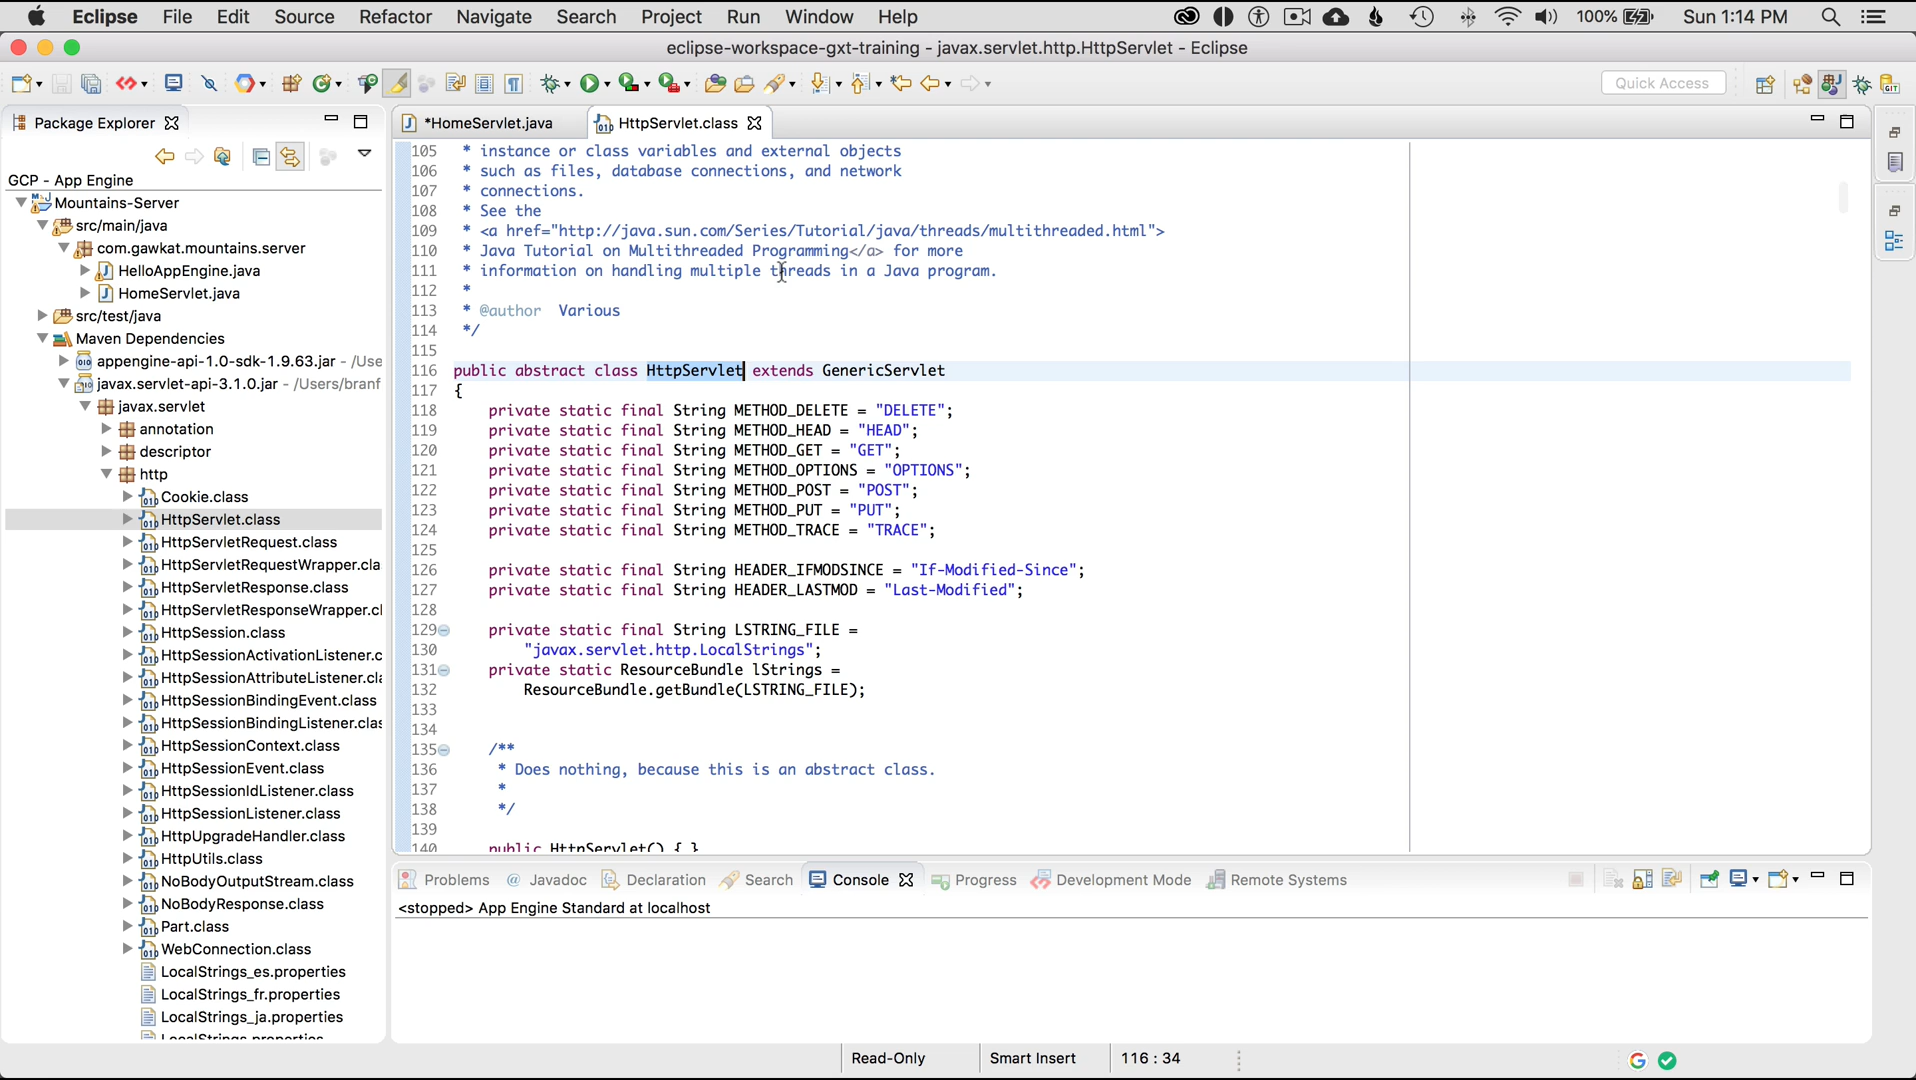 Eclipse File Edit Source Refactor Navigate Search Project Run Window Help 100% Sun 1:14 PM
eclipse-workspace-gxt-training - javax.servlet.http.HttpServlet - Eclipse
Quick Access
Package Explorer
GCP - App Engine
Mountains-Server
src/main/java
com.gawkat.mountains.server
HelloAppEngine.java
HomeServlet.java
src/test/java
Maven Dependencies
appengine-api-1.0-sdk-1.9.63.jar - /Use
javax.servlet-api-3.1.0.jar - /Users/branf
javax.servlet
annotation
descriptor
http
Cookie.class
HttpServlet.class
HttpServletRequest.class
HttpServletRequestWrapper.cla
HttpServletResponse.class
HttpServletResponseWrapper.cl
HttpSession.class
HttpSessionActivationListener.c
HttpSessionAttributeListener.cla
HttpSessionBindingEvent.class
HttpSessionBindingListener.clas
HttpSessionContext.class
HttpSessionEvent.class
HttpSessionIdListener.class
HttpSessionListener.class
HttpUpgradeHandler.class
HttpUtils.class
NoBodyOutputStream.class
NoBodyResponse.class
Part.class
WebConnection.class
LocalStrings_es.properties
LocalStrings_fr.properties
LocalStrings_ja.properties
LocalStrings.properties
*HomeServlet.java HttpServlet.class
105 * instance or class variables and external objects
106 * such as files, database connections, and network
107 * connections.
108 * See the
109 * <a href="http://java.sun.com/Series/Tutorial/java/threads/multithreaded.html">
110 * Java Tutorial on Multithreaded Programming</a> for more
111 * information on handling multiple threads in a Java program.
112 *
113 * @author Various
114 */
115
116 public abstract class HttpServlet extends GenericServlet
117 {
118 private static final String METHOD_DELETE = "DELETE";
119 private static final String METHOD_HEAD = "HEAD";
120 private static final String METHOD_GET = "GET";
121 private static final String METHOD_OPTIONS = "OPTIONS";
122 private static final String METHOD_POST = "POST";
123 private static final String METHOD_PUT = "PUT";
124 private static final String METHOD_TRACE = "TRACE";
125
126 private static final String HEADER_IFMODSINCE = "If-Modified-Since";
127 private static final String HEADER_LASTMOD = "Last-Modified";
128
129 private static final String LSTRING_FILE =
130 "javax.servlet.http.LocalStrings";
131 private static ResourceBundle lStrings =
132 ResourceBundle.getBundle(LSTRING_FILE);
133
134
135 /**
136 * Does nothing, because this is an abstract class.
137 *
138 */
139
140 public HttpServlet() { }
Problems @ Javadoc Declaration Search Console Progress Development Mode Remote Systems
<stopped> App Engine Standard at localhost
Read-Only Smart Insert 116 : 34